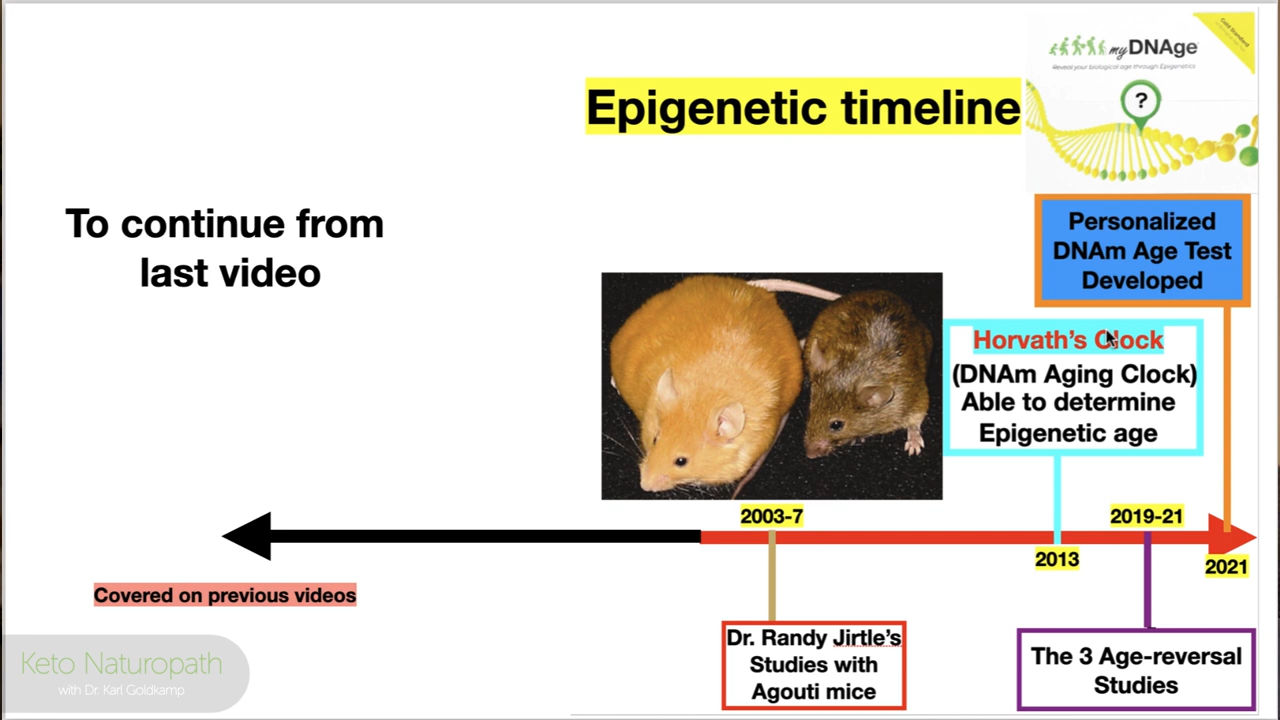 myDNAge
Reveal your biological age through Epigenetics
?
Epigenetic timeline
To continue from
last video
Personalized
DNAm Age Test
Developed
Horvath's Clock
(DNAm Aging Clock)
Able to determine
Epigenetic age
2003-7
2019-21
2013
2021
Covered on previous videos
Dr. Randy Jirtle's
Studies with
Agouti mice
The 3 Age-reversal
Studies
Keto Naturopath
with Dr. Karl Goldkamp